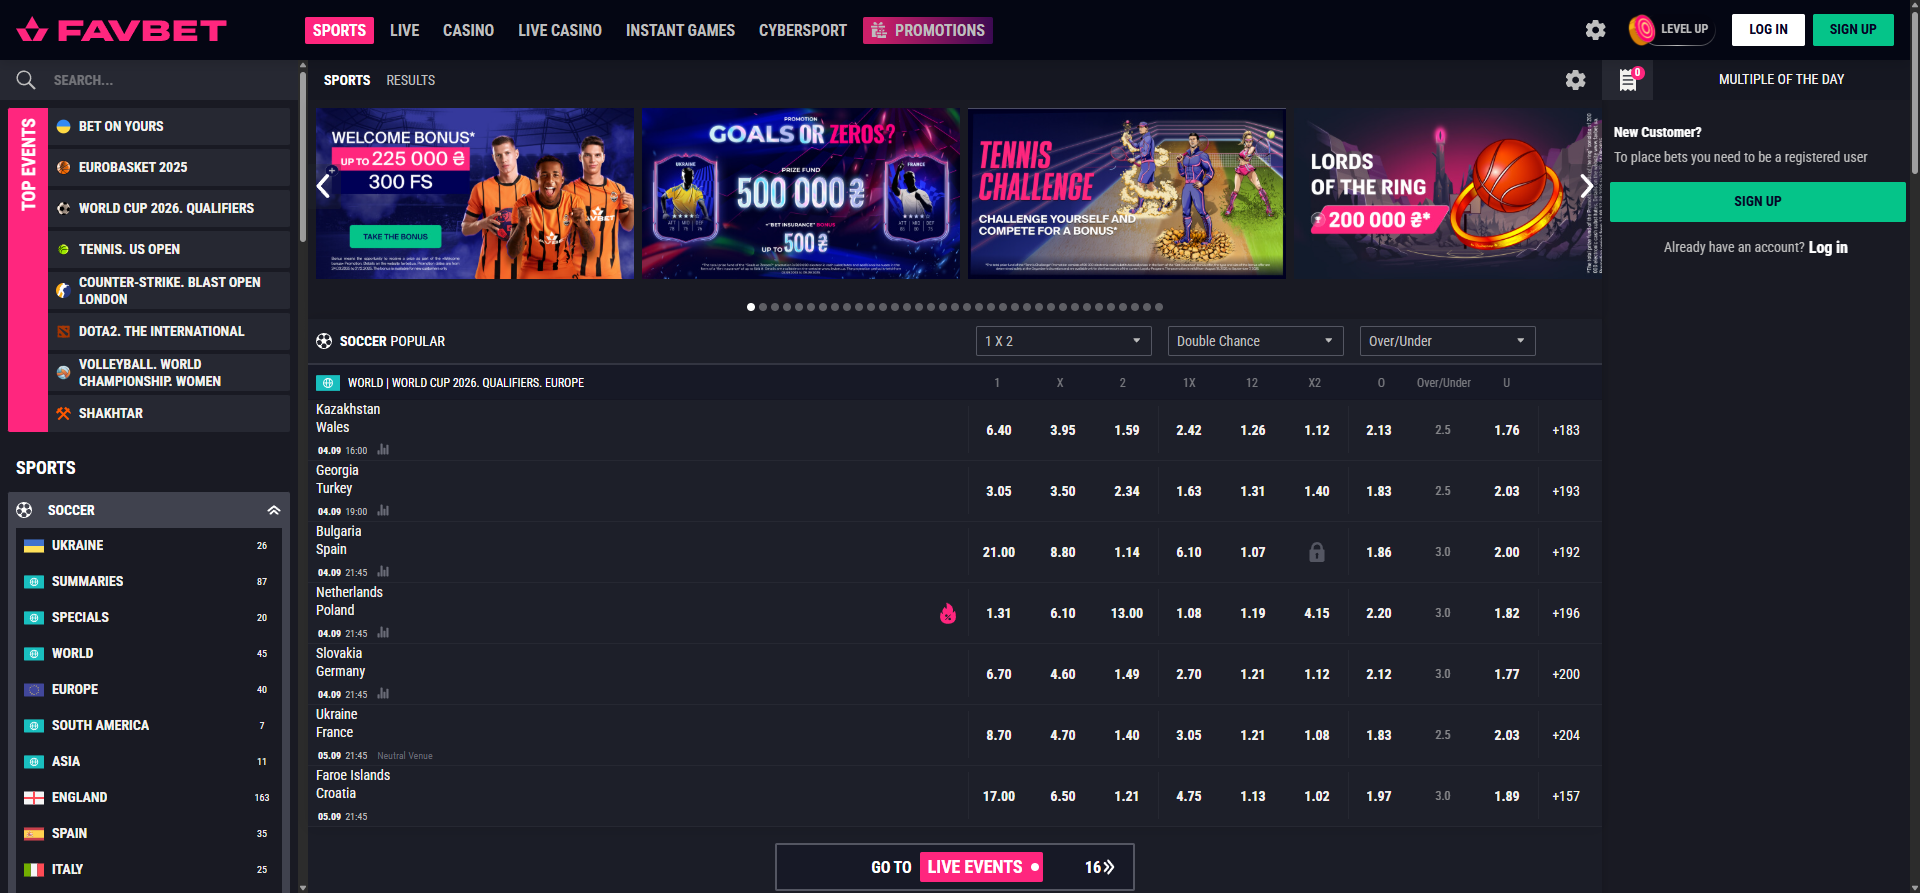 FAVBET
SPORTS
LIVE
CASINO
LIVE CASINO
INSTANT GAMES
CYBERSPORT
PROMOTIONS
LEVEL UP
LOG IN
SIGN UP
SEARCH...
TOP EVENTS
BET ON YOURS
EUROBASKET 2025
WORLD CUP 2026. QUALIFIERS
TENNIS. US OPEN
COUNTER-STRIKE. BLAST OPEN
LONDON
DOTA2. THE INTERNATIONAL
VOLLEYBALL. WORLD
CHAMPIONSHIP. WOMEN
SHAKHTAR
SPORTS
SOCCER
UKRAINE 26
SUMMARIES 87
SPECIALS 20
WORLD 45
EUROPE 40
SOUTH AMERICA 7
ASIA 11
ENGLAND 163
SPAIN 35
ITALY 25
SPORTS RESULTS
WELCOME BONUS*
UP TO 225 000 ₴
+
300 FS
TAKE THE BONUS
FAVBET
PROMOTION
GOALS OR ZEROS?
UKRAINE
FRANCE
PRIZE FUND
500 000 ₴
+ "BET INSURANCE" BONUS
UP TO 500 ₴
TENNIS
CHALLENGE
CHALLENGE YOURSELF AND
COMPETE FOR A BONUS*
LORDS
OF THE RING
200 000 ₴*
SOCCER POPULAR
1 X 2
Double Chance
Over/Under
WORLD | WORLD CUP 2026. QUALIFIERS. EUROPE 1 X 2 1X 12 X2 O Over/Under U
Kazakhstan
Wales
04.09 16:00
6.40 3.95 1.59 2.42 1.26 1.12 2.13 2.5 1.76 +183
Georgia
Turkey
04.09 19:00
3.05 3.50 2.34 1.63 1.31 1.40 1.83 2.5 2.03 +193
Bulgaria
Spain
04.09 21:45
21.00 8.80 1.14 6.10 1.07 1.86 3.0 2.00 +192
Netherlands
Poland
04.09 21:45
1.31 6.10 13.00 1.08 1.19 4.15 2.20 3.0 1.82 +196
Slovakia
Germany
04.09 21:45
6.70 4.60 1.49 2.70 1.21 1.12 2.12 3.0 1.77 +200
Ukraine
France
05.09 21:45 Neutral Venue
8.70 4.70 1.40 3.05 1.21 1.08 1.83 2.5 2.03 +204
Faroe Islands
Croatia
05.09 21:45
17.00 6.50 1.21 4.75 1.13 1.02 1.97 3.0 1.89 +157
GO TO LIVE EVENTS 16
0
MULTIPLE OF THE DAY
New Customer?
To place bets you need to be a registered user
SIGN UP
Already have an account? Log in